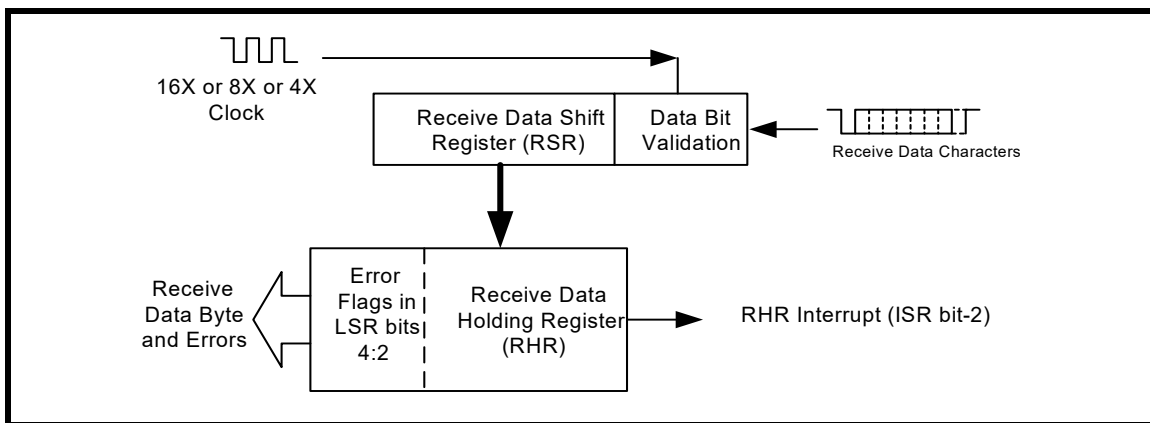 16X or 8X or 4X
Clock
Receive Data Shift
Register (RSR)
Data Bit
Validation
Receive Data Characters
Receive
Data Byte
and Errors
Error
Flags in
LSR bits
4:2
Receive Data
Holding Register
(RHR)
RHR Interrupt (ISR bit-2)